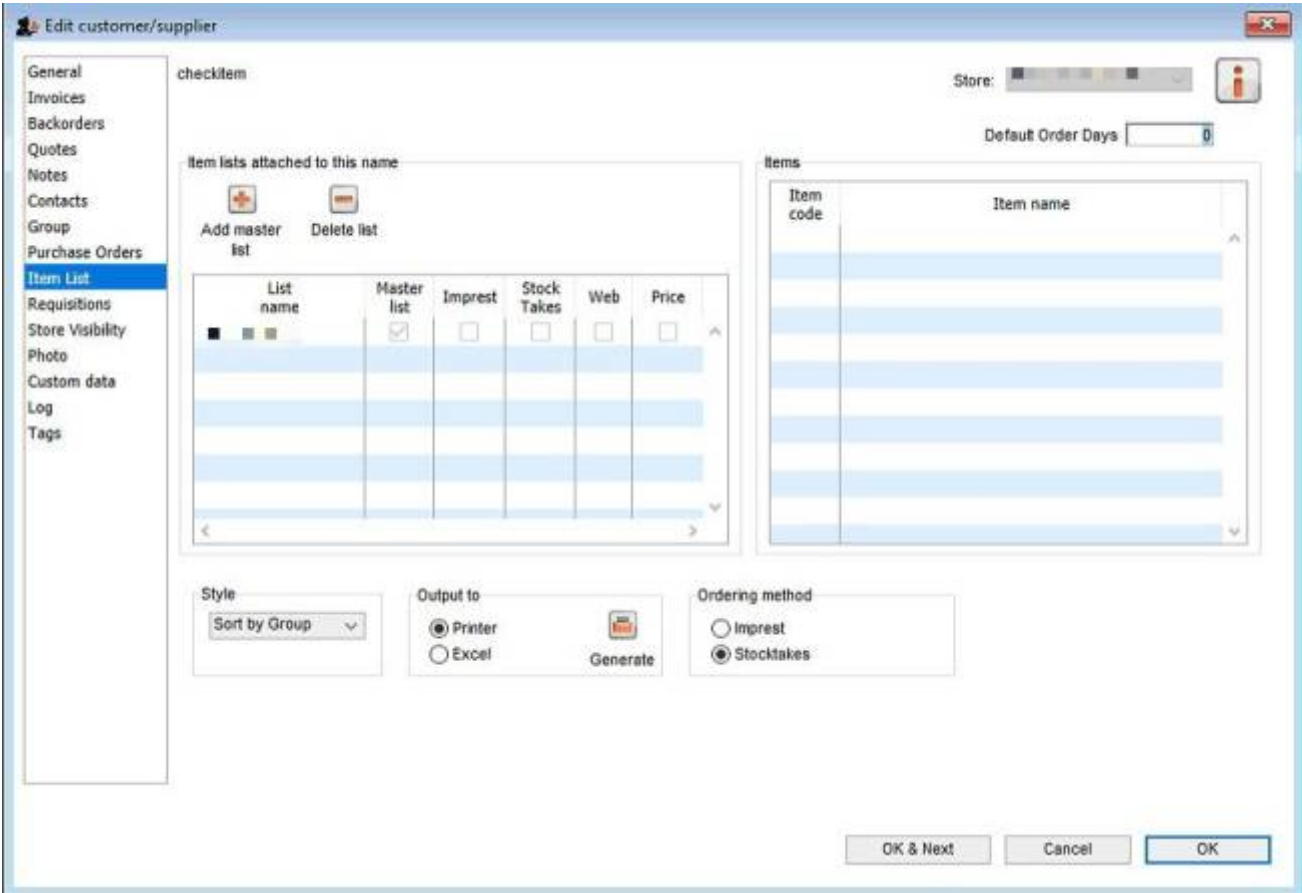 Edit customer/supplier
General
Invoices
Backorders
Quotes
Notes
Contacts
Group
Purchase Orders
Item List
Requisitions
Store Visibility
Photo
Custom data
Log
Tags
checkitem
Store:
Default Order Days 0
Item lists attached to this name
Add master
list
Delete list
List
name
Master
list
Imprest
Stock
Takes
Web
Price
Items
Item
code
Item name
Style
Sort by Group
Output to
Printer
Excel
Generate
Ordering method
Imprest
Stocktakes
OK & Next
Cancel
OK